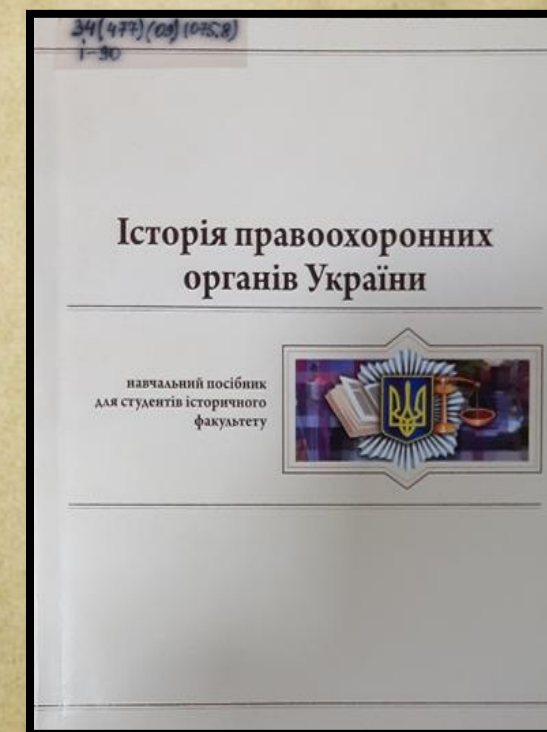 34(477)(09)(075.8)
І-90
Історія правоохоронних
органів України
навчальний посібник
для студентів історичного
факультету